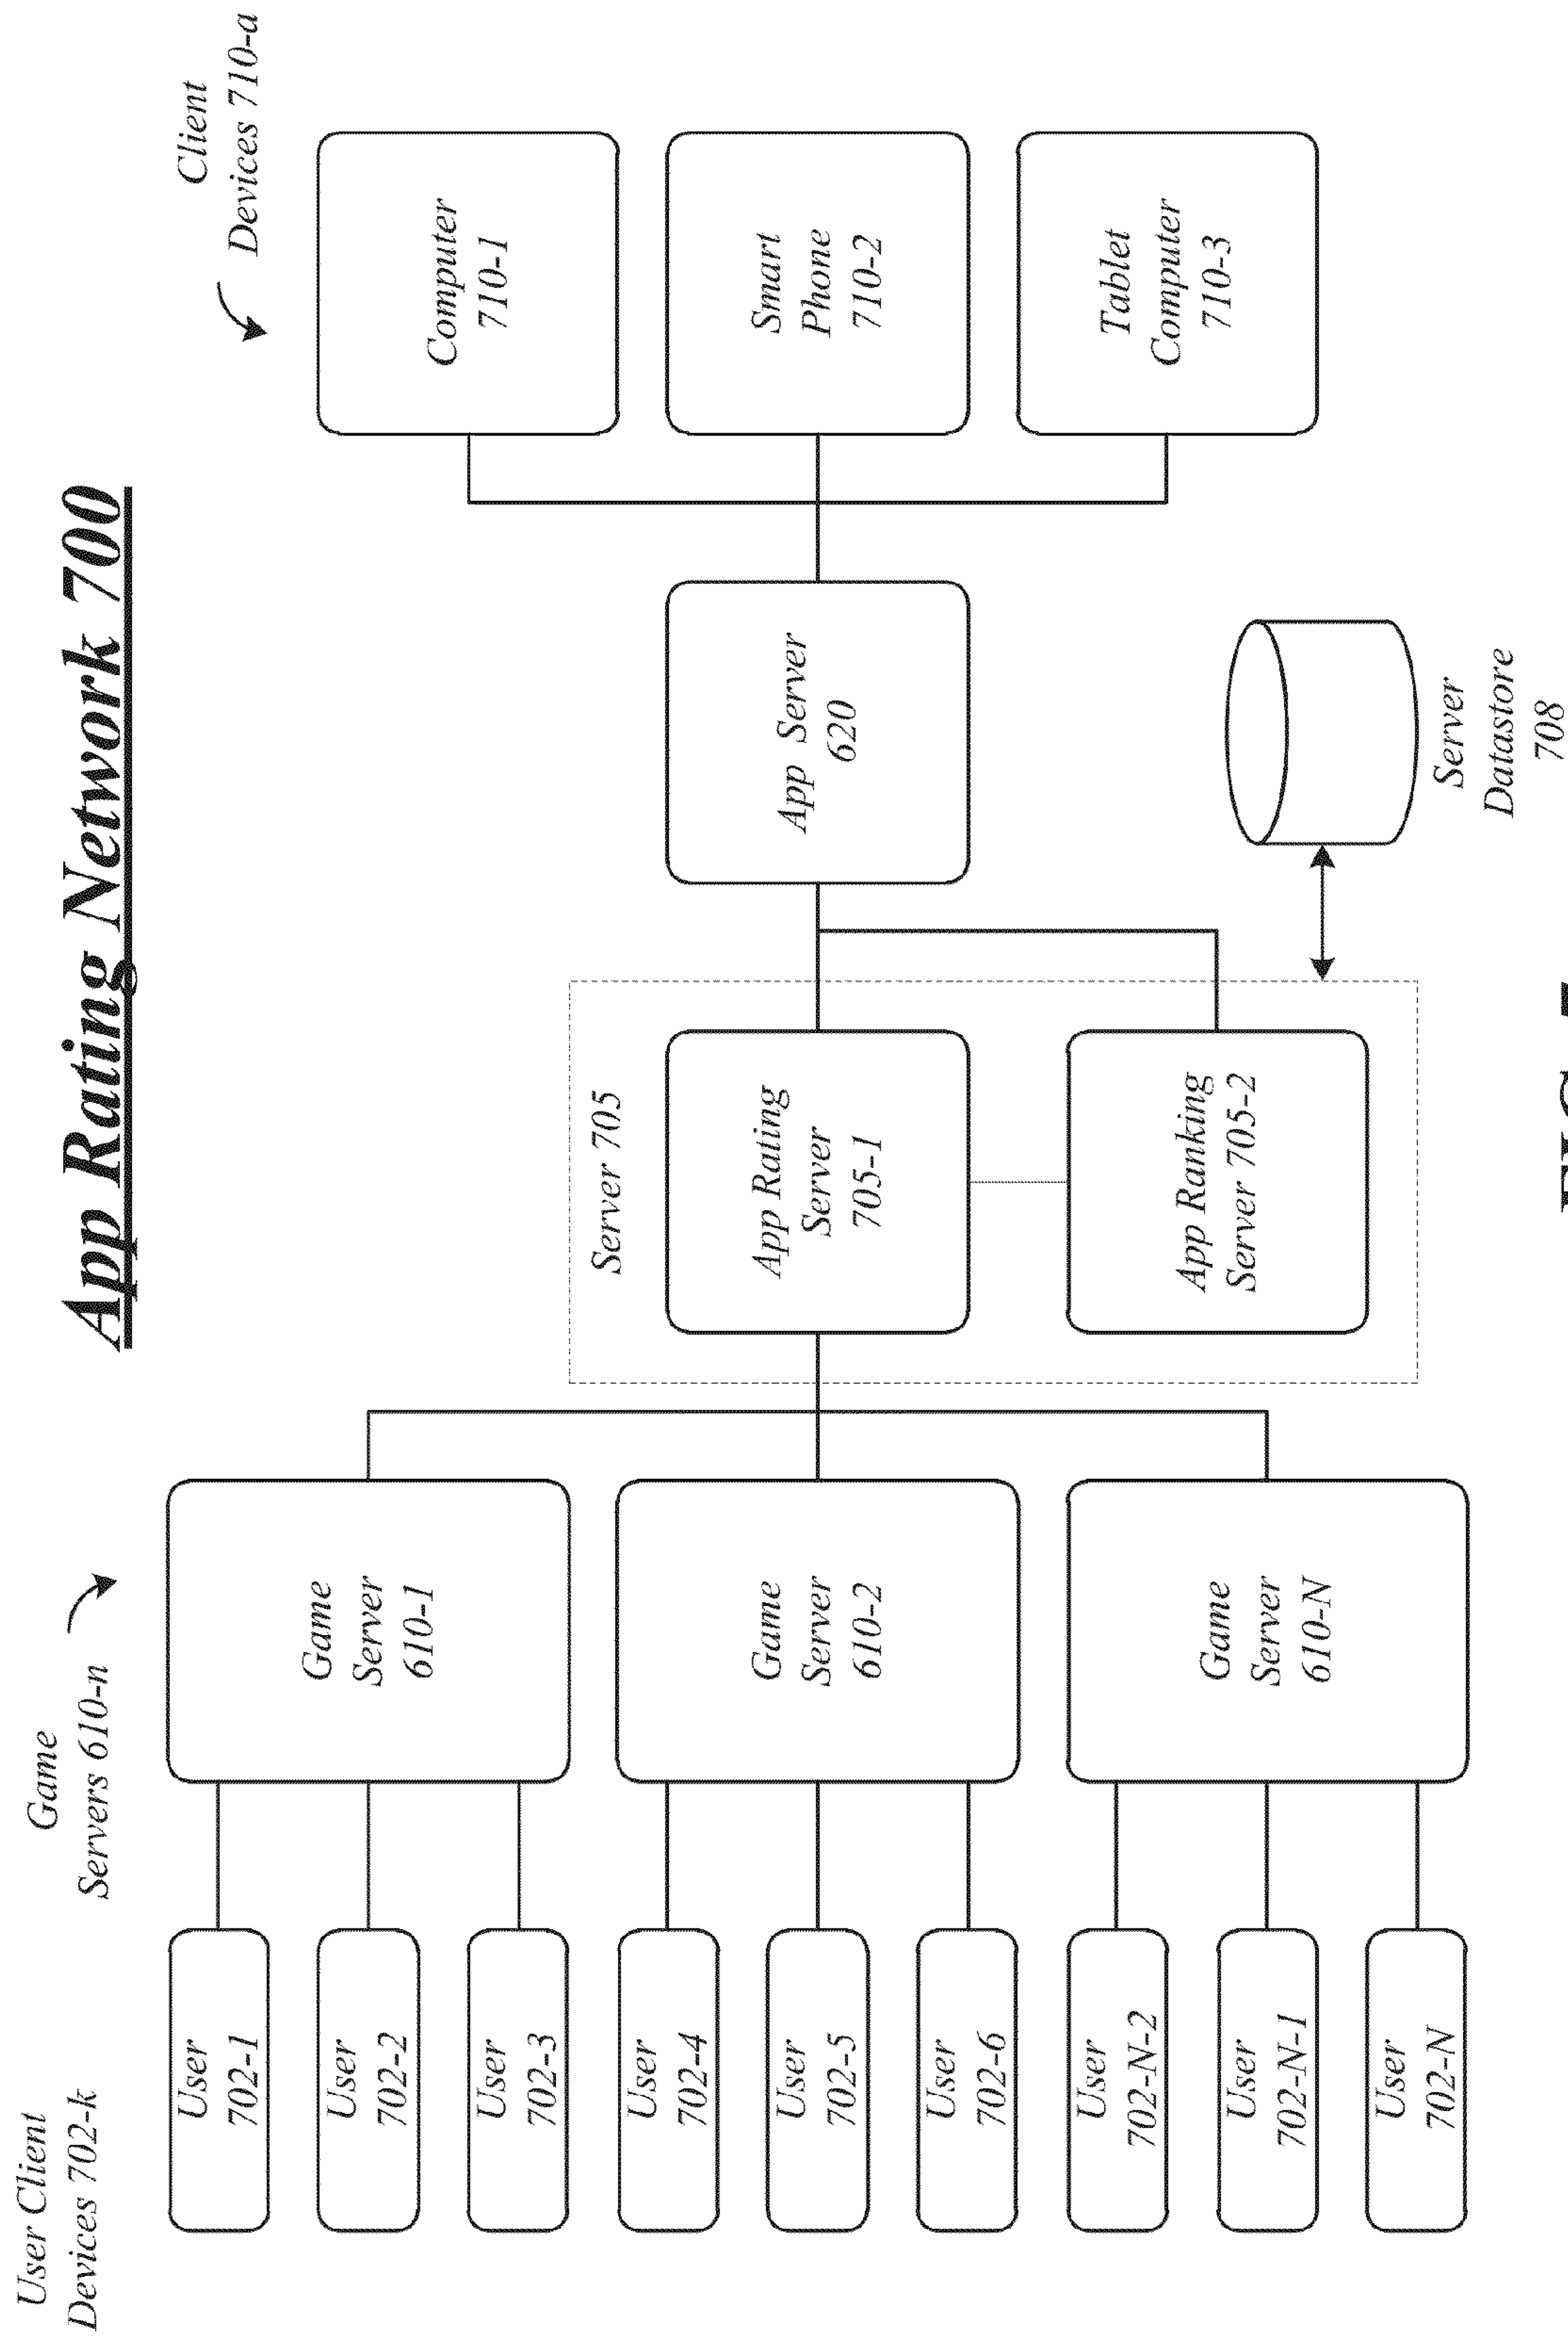 App Rating Network 700
User Client
Devices 702-k
Game
Servers 610-n
Client
Devices 710-a
User
702-1
User
702-2
User
702-3
User
702-4
User
702-5
User
702-6
User
702-N-2
User
702-N-1
User
702-N
Game
Server
610-1
Game
Server
610-2
Game
Server
610-N
Server 705
App Rating
Server
705-1
App Ranking
Server 705-2
App Server
620
Server
Datastore
708
Computer
710-1
Smart
Phone
710-2
Tablet
Computer
710-3